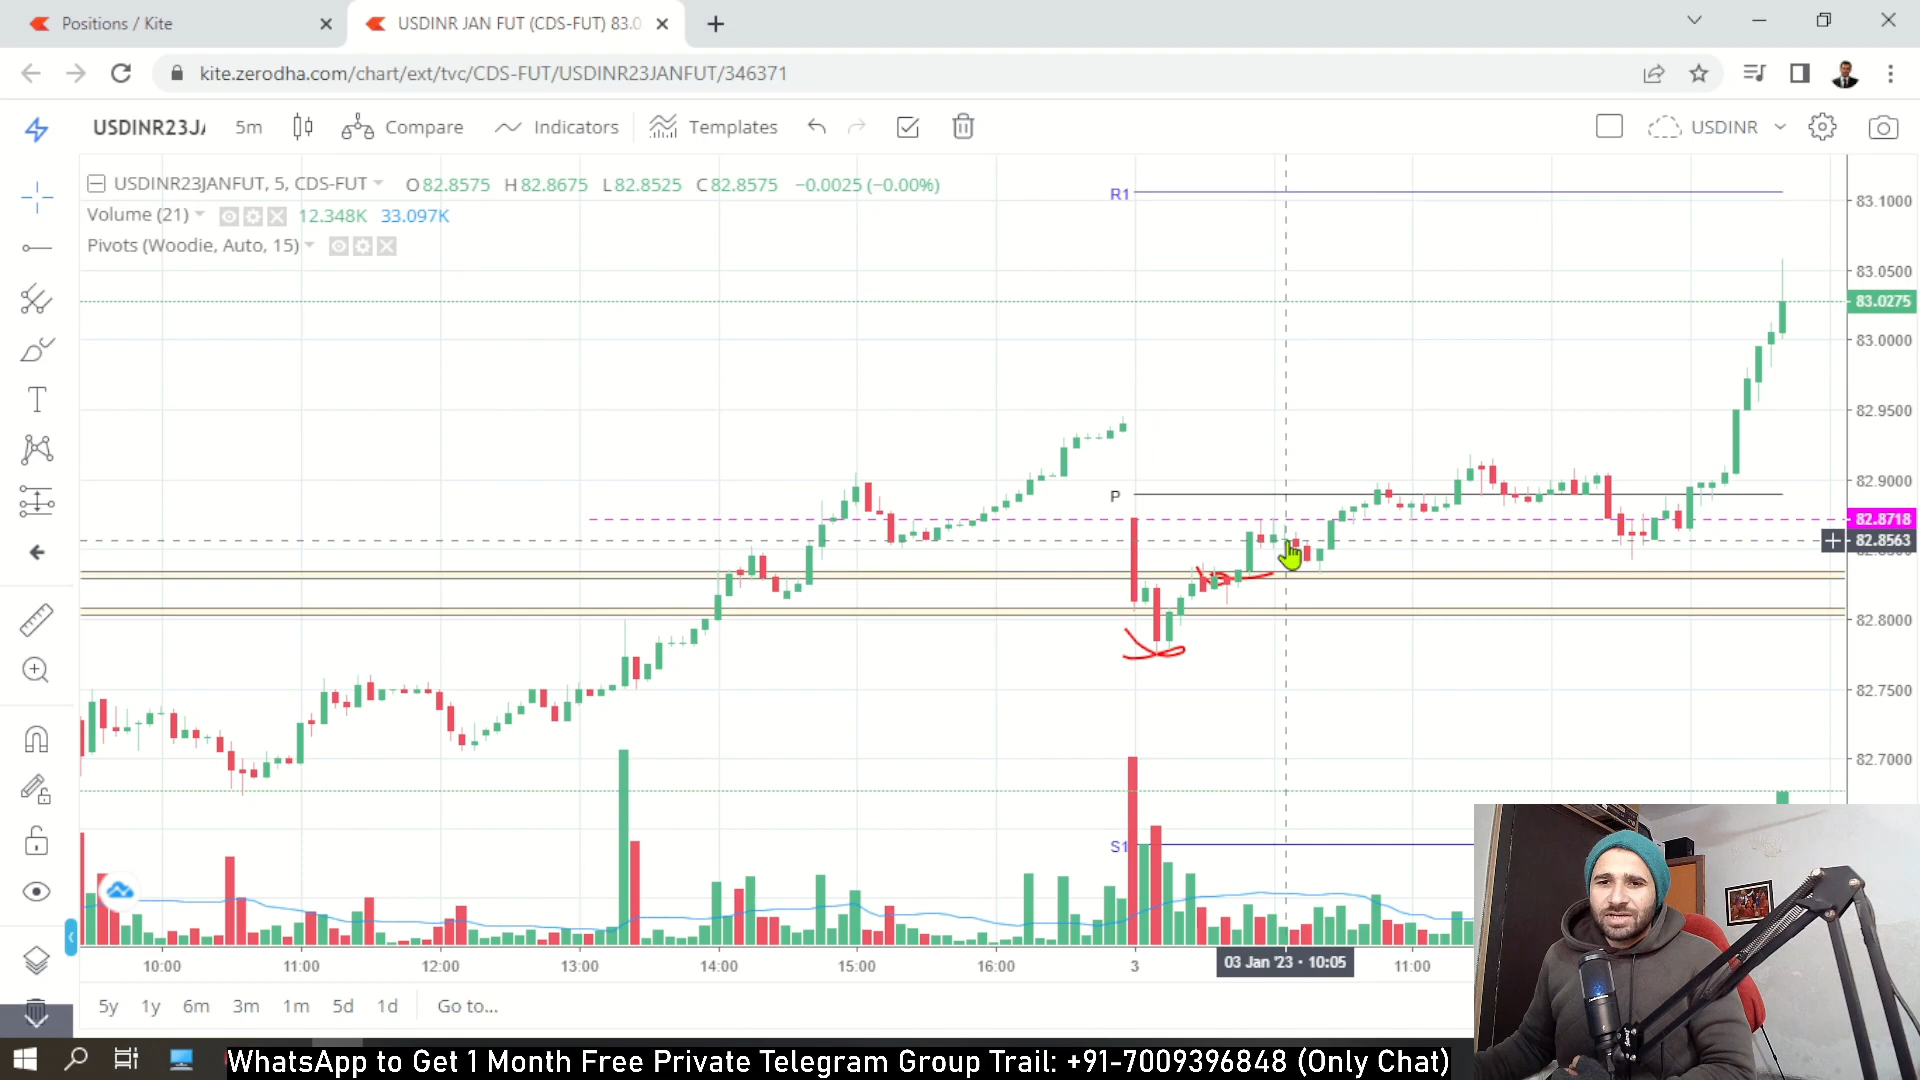 Positions / Kite
USDINR JAN FUT (CDS-FUT) 83.0
kite.zerodha.com/chart/ext/tvc/CDS-FUT/USDINR23JANFUT/346371
USDINR23JA 5m Compare Indicators Templates USDINR
USDINR23JANFUT, 5, CDS-FUT O82.8575 H82.8675 L82.8525 C82.8575 −0.0025 (−0.00%)
Volume (21) 12.348K 33.097K
Pivots (Woodie, Auto, 15)
R1
P
S1
83.1000
83.0500
83.0275
83.0000
82.9500
82.9000
82.8718
82.8563
82.8000
82.7500
82.7000
10:00 11:00 12:00 13:00 14:00 15:00 16:00 3 03 Jan '23 · 10:05 11:00
5y 1y 6m 3m 1m 5d 1d Go to...
WhatsApp to Get 1 Month Free Private Telegram Group Trail: +91-7009396848 (Only Chat)